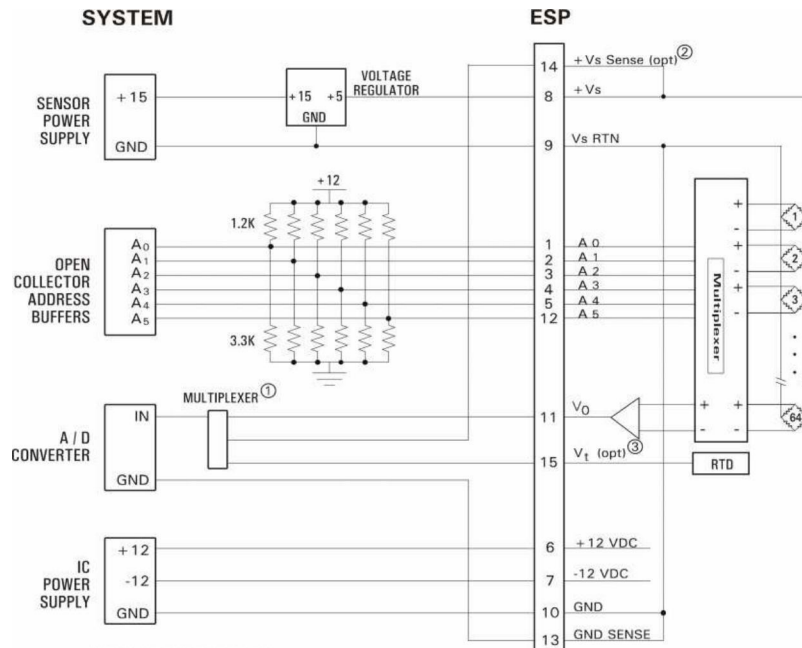 SYSTEM
ESP
SENSOR
POWER
SUPPLY
+15
GND
+15 +5
GND
VOLTAGE
REGULATOR
14 +Vs Sense (opt) ②
8 +Vs
9 Vs RTN
+12
1.2K
3.3K
OPEN
COLLECTOR
ADDRESS
BUFFERS
A0
A1
A2
A3
A4
A5
1 A 0
2 A 1
3 A 2
4 A 3
5 A 4
12 A 5
Multiplexer
+
-
+
-
+
-
+ +
- -
1
2
3
64
MULTIPLEXER ①
A / D
CONVERTER
IN
GND
11 V0
③
15 Vt (opt)
RTD
IC
POWER
SUPPLY
+12
-12
GND
6 +12 VDC
7 -12 VDC
10 GND
13 GND SENSE